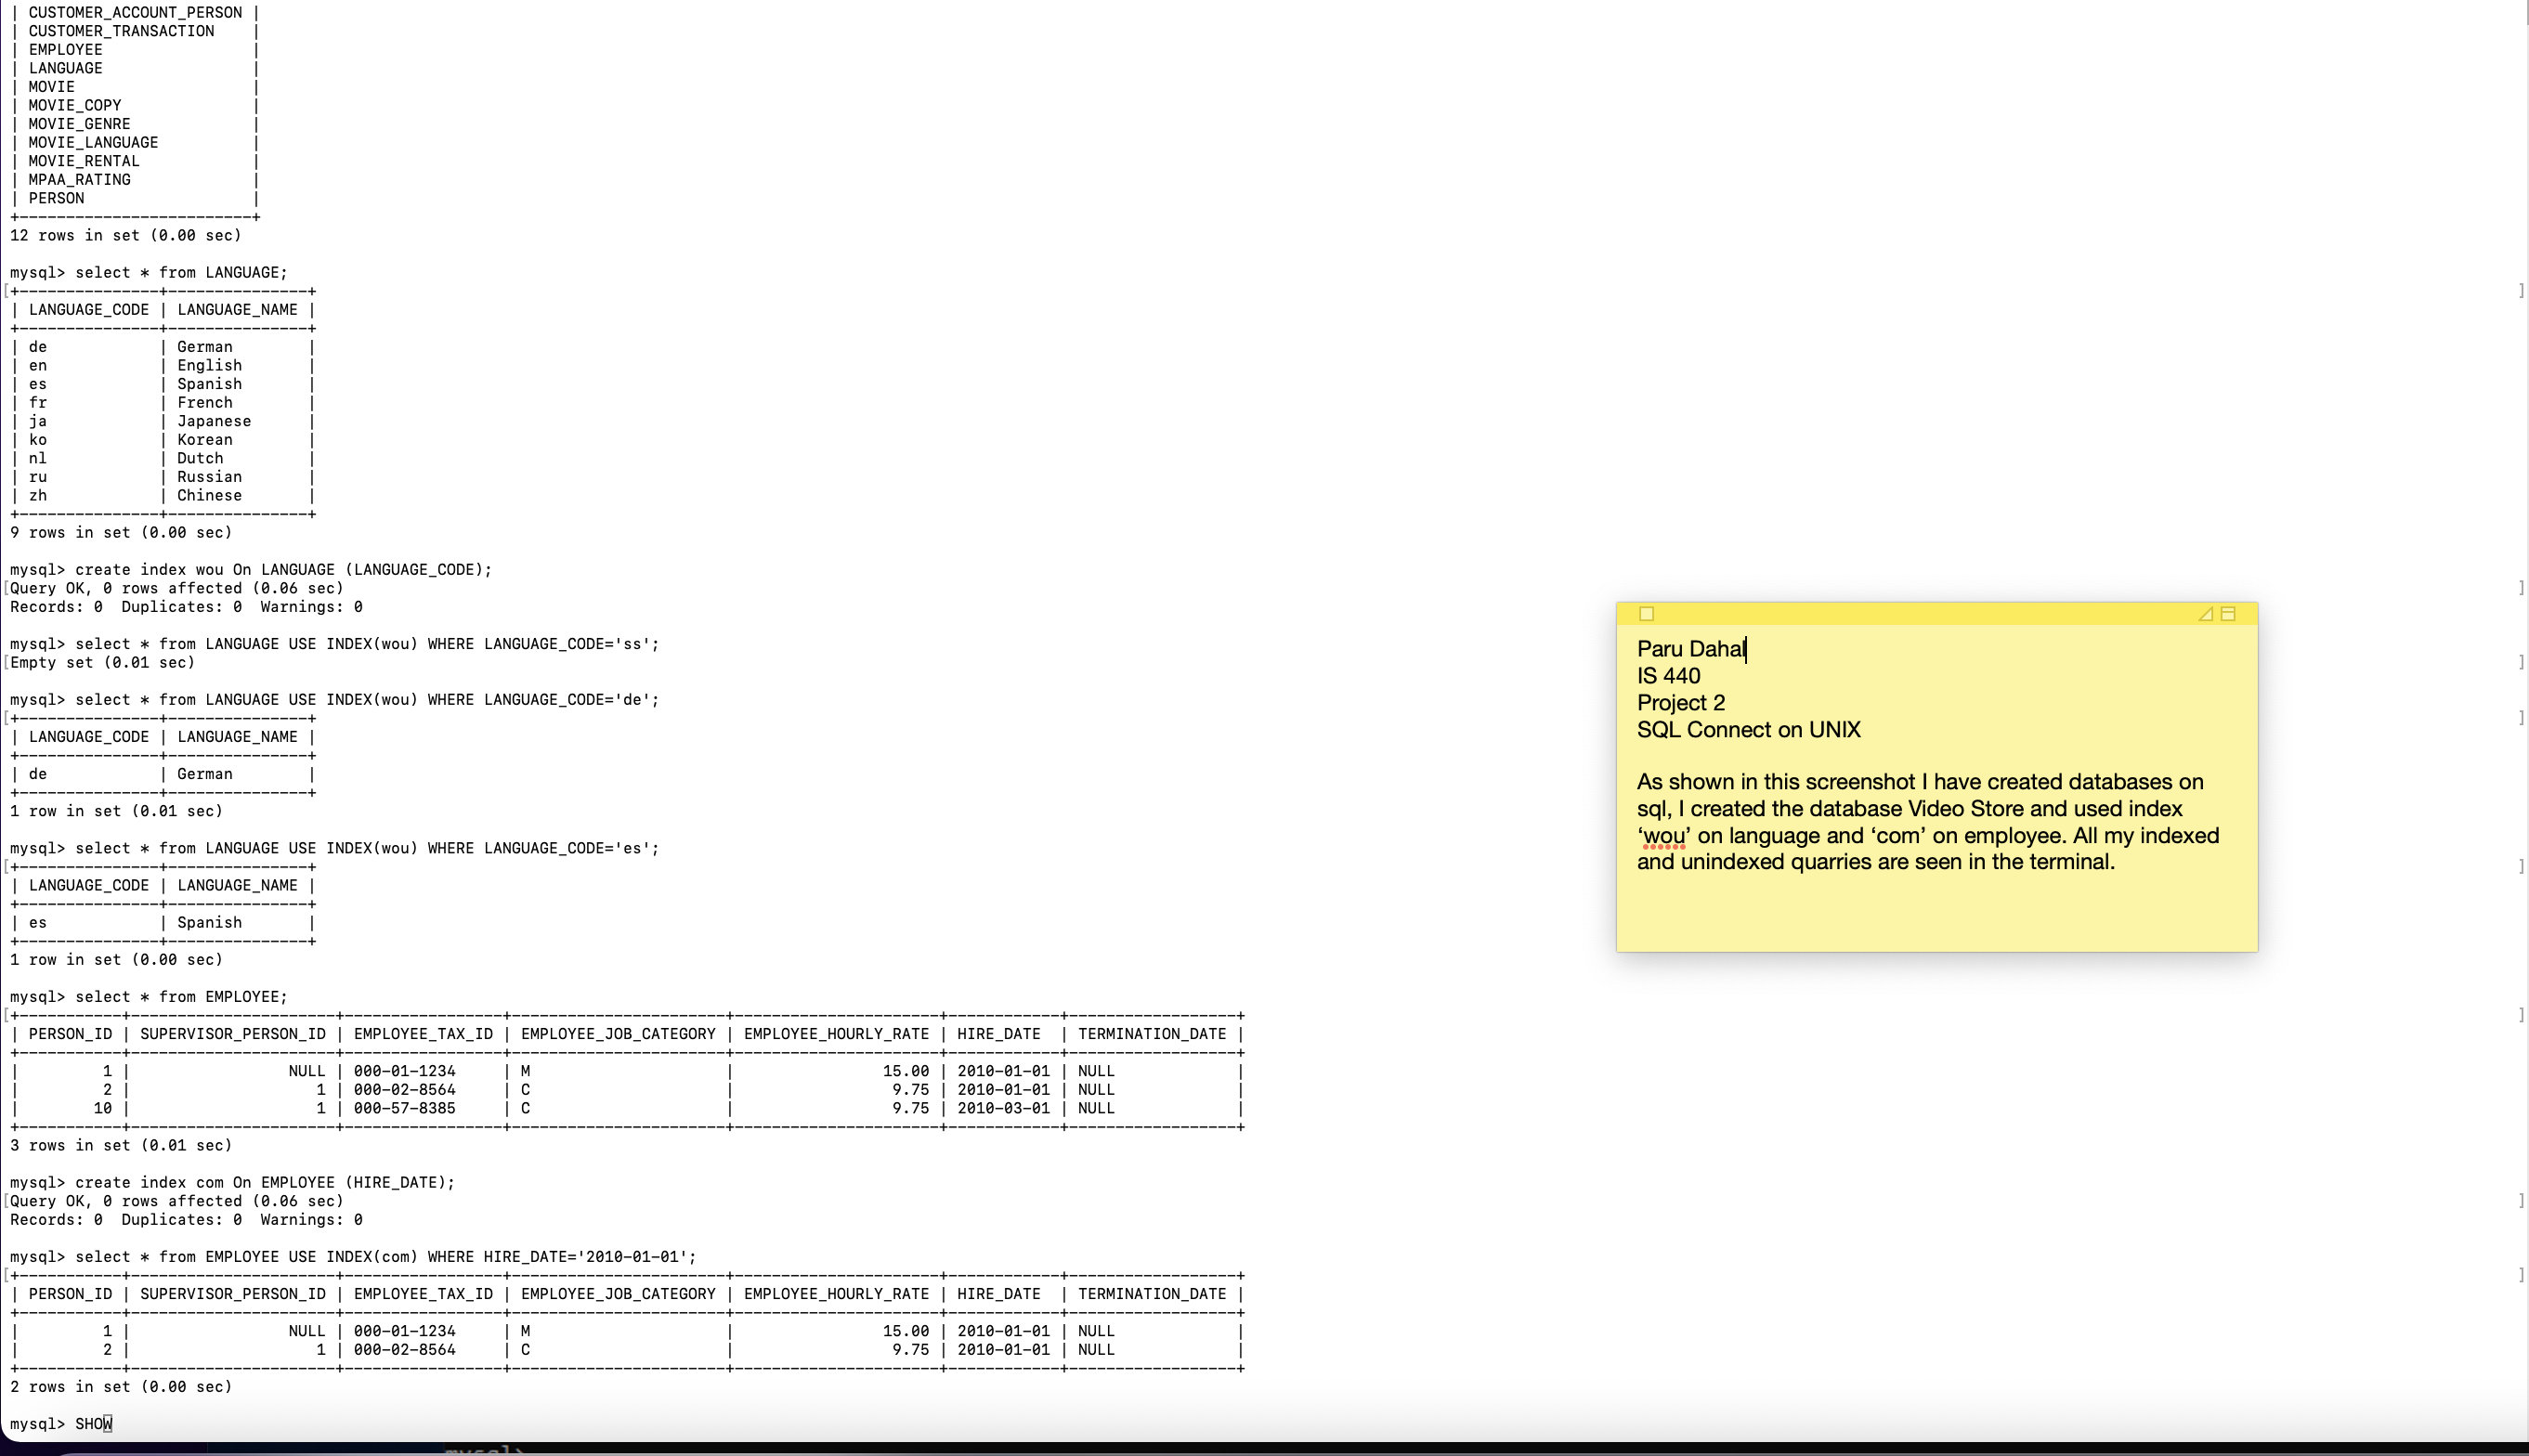 | CUSTOMER_ACCOUNT_PERSON |
| CUSTOMER_TRANSACTION    |
| EMPLOYEE                |
| LANGUAGE                |
| MOVIE                   |
| MOVIE_COPY              |
| MOVIE_GENRE             |
| MOVIE_LANGUAGE          |
| MOVIE_RENTAL            |
| MPAA_RATING             |
| PERSON                  |
+-------------------------+
12 rows in set (0.00 sec)

mysql> select * from LANGUAGE;
[+---------------+---------------+ ]
| LANGUAGE_CODE | LANGUAGE_NAME |
+---------------+---------------+
| de            | German        |
| en            | English       |
| es            | Spanish       |
| fr            | French        |
| ja            | Japanese      |
| ko            | Korean        |
| nl            | Dutch         |
| ru            | Russian       |
| zh            | Chinese       |
+---------------+---------------+
9 rows in set (0.00 sec)

mysql> create index wou On LANGUAGE (LANGUAGE_CODE);
[Query OK, 0 rows affected (0.06 sec) ]
Records: 0  Duplicates: 0  Warnings: 0

mysql> select * from LANGUAGE USE INDEX(wou) WHERE LANGUAGE_CODE='ss';
[Empty set (0.01 sec) ]

mysql> select * from LANGUAGE USE INDEX(wou) WHERE LANGUAGE_CODE='de';
[+---------------+---------------+ ]
| LANGUAGE_CODE | LANGUAGE_NAME |
+---------------+---------------+
| de            | German        |
+---------------+---------------+
1 row in set (0.01 sec)

mysql> select * from LANGUAGE USE INDEX(wou) WHERE LANGUAGE_CODE='es';
[+---------------+---------------+ ]
| LANGUAGE_CODE | LANGUAGE_NAME |
+---------------+---------------+
| es            | Spanish       |
+---------------+---------------+
1 row in set (0.00 sec)

mysql> select * from EMPLOYEE;
[+-----------+----------------------+-----------------+-----------------------+----------------------+------------+------------------+ ]
| PERSON_ID | SUPERVISOR_PERSON_ID | EMPLOYEE_TAX_ID | EMPLOYEE_JOB_CATEGORY | EMPLOYEE_HOURLY_RATE | HIRE_DATE  | TERMINATION_DATE |
+-----------+----------------------+-----------------+-----------------------+----------------------+------------+------------------+
|         1 |                 NULL | 000-01-1234     | M                     |                15.00 | 2010-01-01 | NULL             |
|         2 |                    1 | 000-02-8564     | C                     |                 9.75 | 2010-01-01 | NULL             |
|        10 |                    1 | 000-57-8385     | C                     |                 9.75 | 2010-03-01 | NULL             |
+-----------+----------------------+-----------------+-----------------------+----------------------+------------+------------------+
3 rows in set (0.01 sec)

mysql> create index com On EMPLOYEE (HIRE_DATE);
[Query OK, 0 rows affected (0.06 sec) ]
Records: 0  Duplicates: 0  Warnings: 0

mysql> select * from EMPLOYEE USE INDEX(com) WHERE HIRE_DATE='2010-01-01';
[+-----------+----------------------+-----------------+-----------------------+----------------------+------------+------------------+ ]
| PERSON_ID | SUPERVISOR_PERSON_ID | EMPLOYEE_TAX_ID | EMPLOYEE_JOB_CATEGORY | EMPLOYEE_HOURLY_RATE | HIRE_DATE  | TERMINATION_DATE |
+-----------+----------------------+-----------------+-----------------------+----------------------+------------+------------------+
|         1 |                 NULL | 000-01-1234     | M                     |                15.00 | 2010-01-01 | NULL             |
|         2 |                    1 | 000-02-8564     | C                     |                 9.75 | 2010-01-01 | NULL             |
+-----------+----------------------+-----------------+-----------------------+----------------------+------------+------------------+
2 rows in set (0.00 sec)

mysql> SHOW
mysql>

Paru Dahal
IS 440
Project 2
SQL Connect on UNIX

As shown in this screenshot I have created databases on
sql, I created the database Video Store and used index
‘wou’ on language and ‘com’ on employee. All my indexed
and unindexed quarries are seen in the terminal.